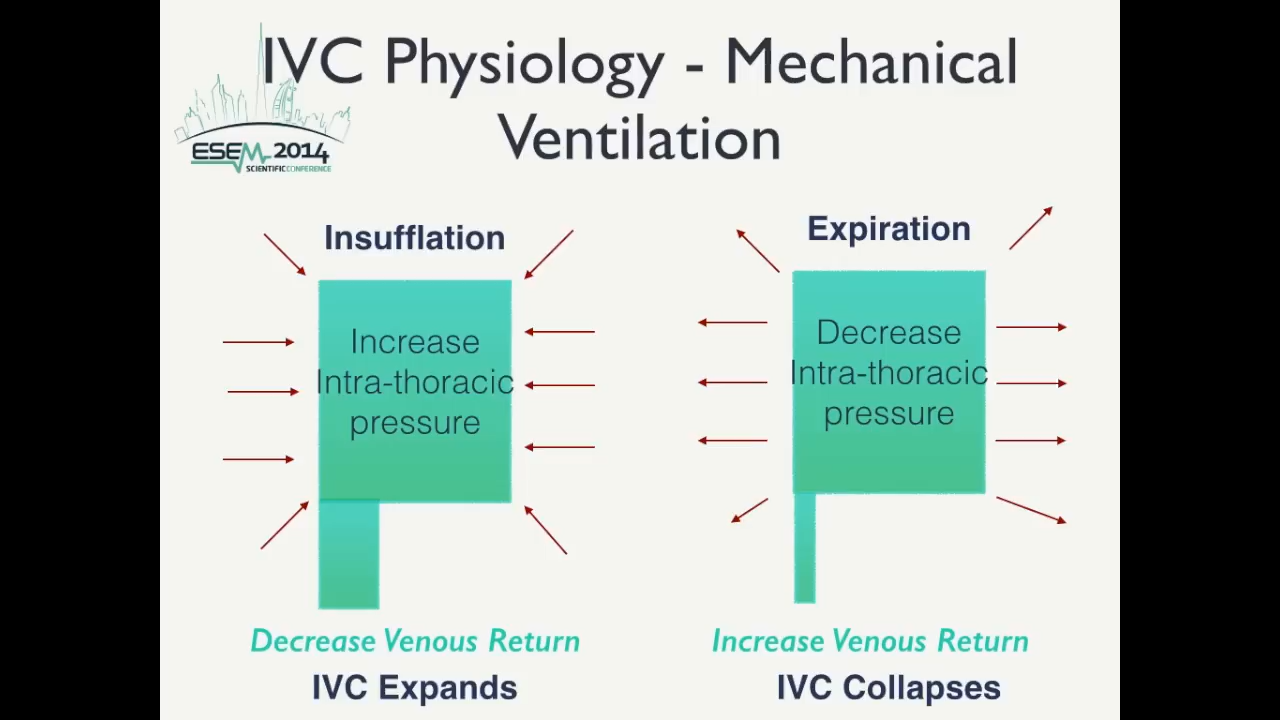 IVC Physiology - Mechanical
Ventilation
ESEM 2014
SCIENTIFIC CONFERENCE
Insufflation
Increase
Intra-thoracic
pressure
Decrease Venous Return
IVC Expands
Expiration
Decrease
Intra-thoracic
pressure
Increase Venous Return
IVC Collapses